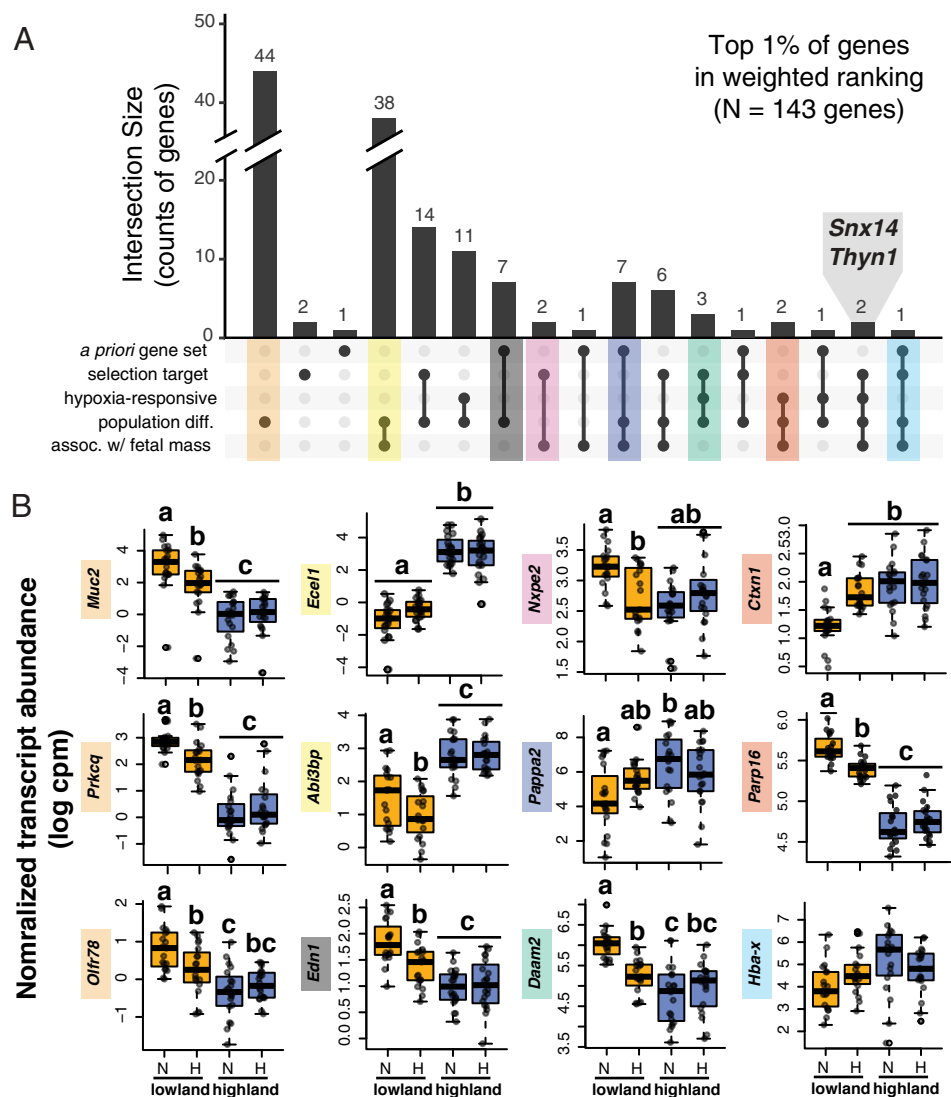 A
Top 1% of genes
in weighted ranking
(N = 143 genes)
Intersection Size
(counts of genes)
50
40
20
10
0
44
2
1
38
14
11
7
2
1
7
6
3
1
2
1
2
1
Snx14
Thyn1
a priori gene set
selection target
hypoxia-responsive
population diff.
assoc. w/ fetal mass
B
Nomralized transcript abundance
(log cpm)
Muc2
4
2
0
−2
−4
a
b
c
Ecel1
4
2
0
−2
−4
a
b
Nxpe2
3.5
3.0
2.5
2.0
1.5
a
b
ab
Ctxn1
2.53.0
2.0
1.5
1.0
0.5
a
b
Prkcq
3
2
1
0
−1
a
b
c
Abi3bp
4
3
2
1
0
a
b
c
Pappa2
8
6
4
2
a
ab
b
ab
Parp16
6.0
5.5
5.0
4.5
a
b
c
Olfr78
2
1
0
−1
a
b
c
bc
Edn1
0.0 0.5 1.0 1.5 2.0 2.5
a
b
c
Daam2
6.5
5.5
4.5
3.5
a
b
c
bc
Hba-x
7
6
5
4
3
2
N H N H
lowland highland
N H N H
lowland highland
N H N H
lowland highland
N H N H
lowland highland